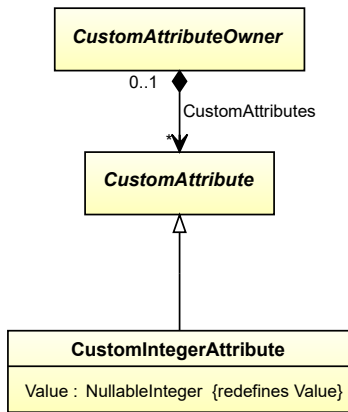 CustomAttributeOwner
0..1
CustomAttributes
*
CustomAttribute
CustomIntegerAttribute
Value : NullableInteger {redefines Value}